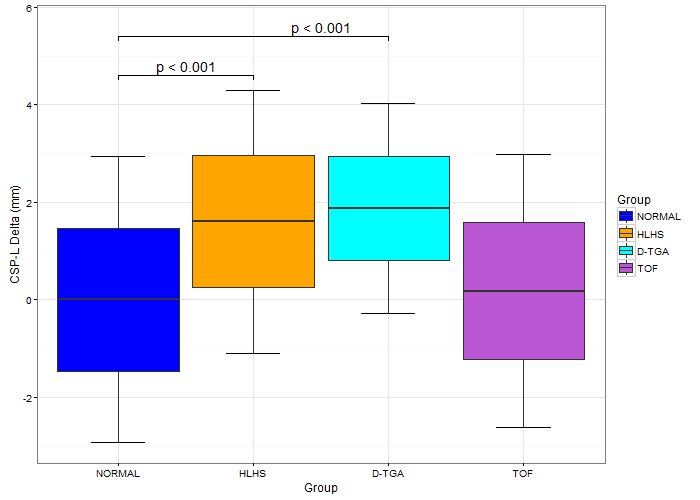 6
p < 0.001
p < 0.001
4
2
0
-2
CSP-L Delta (mm)
NORMAL HLHS D-TGA TOF
Group
Group
NORMAL
HLHS
D-TGA
TOF